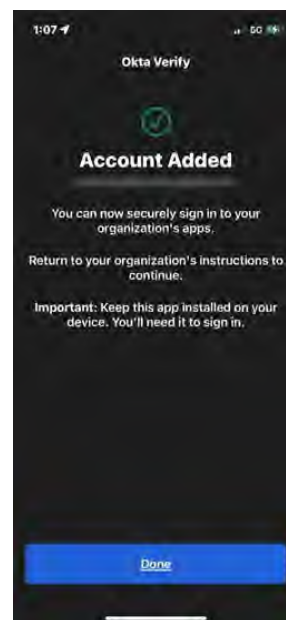 1:07
5G
Okta Verify
Account Added
You can now securely sign in to your
organization's apps.
Return to your organization's instructions to
continue.
Important: Keep this app installed on your
device. You'll need it to sign in.
Done